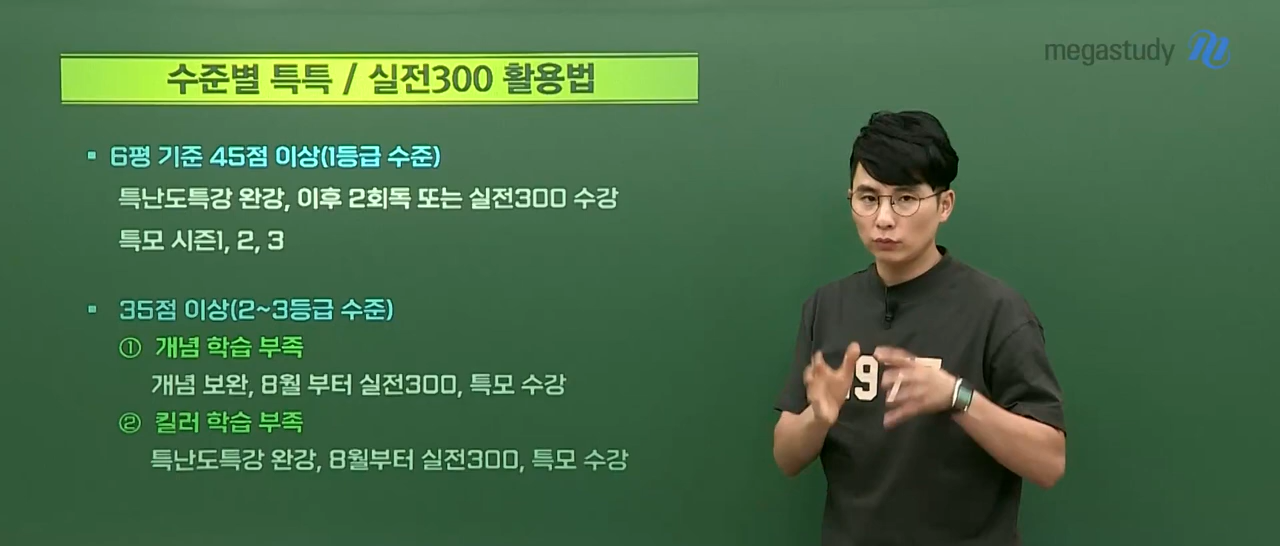 수준별 특특 / 실전300 활용법
megastudy
▪ 6평 기준 45점 이상(1등급 수준)
특난도특강 완강, 이후 2회독 또는 실전300 수강
특모 시즌1, 2, 3
▪ 35점 이상(2~3등급 수준)
① 개념 학습 부족
개념 보완, 8월 부터 실전300, 특모 수강
② 킬러 학습 부족
특난도특강 완강, 8월부터 실전300, 특모 수강